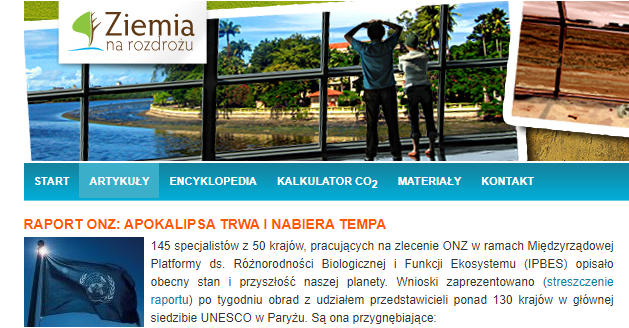 Ziemia
na rozdrożu
START ARTYKUŁY ENCYKLOPEDIA KALKULATOR CO2 MATERIAŁY KONTAKT
RAPORT ONZ: APOKALIPSA TRWA I NABIERA TEMPA
145 specjalistów z 50 krajów, pracujących na zlecenie ONZ w ramach Międzyrządowej
Platformy ds. Różnorodności Biologicznej i Funkcji Ekosystemu (IPBES) opisało
obecny stan i przyszłość naszej planety. Wnioski zaprezentowano (streszczenie
raportu) po tygodniu obrad z udziałem przedstawicieli ponad 130 krajów w głównej
siedzibie UNESCO w Paryżu. Są ona przygnębiające: